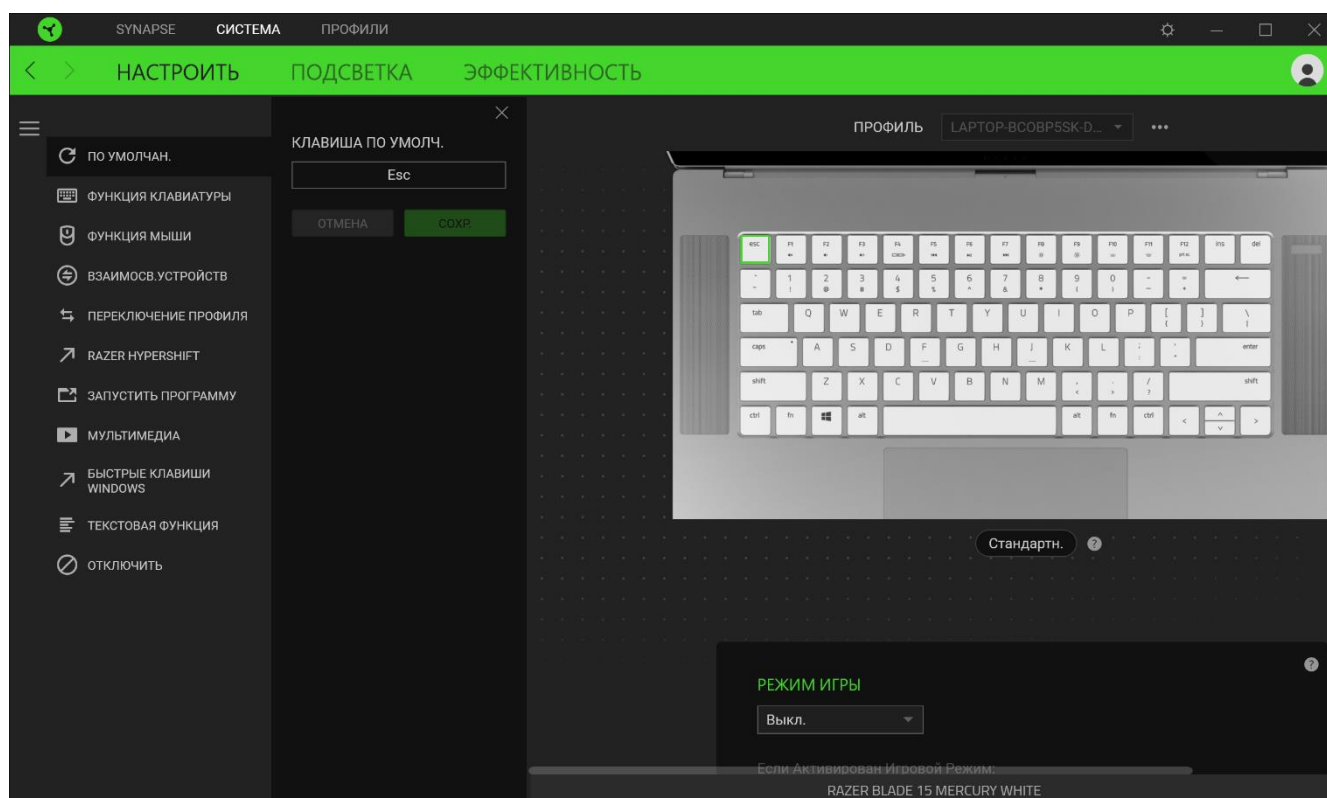 SYNAPSE СИСТЕМА ПРОФИЛИ
НАСТРОИТЬ ПОДСВЕТКА ЭФФЕКТИВНОСТЬ
ПО УМОЛЧАН.
ФУНКЦИЯ КЛАВИАТУРЫ
ФУНКЦИЯ МЫШИ
ВЗАИМОСВ.УСТРОЙСТВ
ПЕРЕКЛЮЧЕНИЕ ПРОФИЛЯ
RAZER HYPERSHIFT
ЗАПУСТИТЬ ПРОГРАММУ
МУЛЬТИМЕДИА
БЫСТРЫЕ КЛАВИШИ
WINDOWS
ТЕКСТОВАЯ ФУНКЦИЯ
ОТКЛЮЧИТЬ
КЛАВИША ПО УМОЛЧ.
Esc
ОТМЕНА СОХР.
ПРОФИЛЬ LAPTOP-BCOBP5SK-D...
esc F1 F2 F3 F4 F5 F6 F7 F8 F9 F10 F11 F12 ins del
1 2 3 4 5 6 7 8 9 0 - =
tab Q W E R T Y U I O P [ ] \
caps A S D F G H J K L ; '
enter
shift Z X C V B N M , . / shift
ctrl fn alt alt fn ctrl < ^ >
Стандартн. ?
РЕЖИМ ИГРЫ
Выкл.
Если Активирован Игровой Режим:
RAZER BLADE 15 MERCURY WHITE